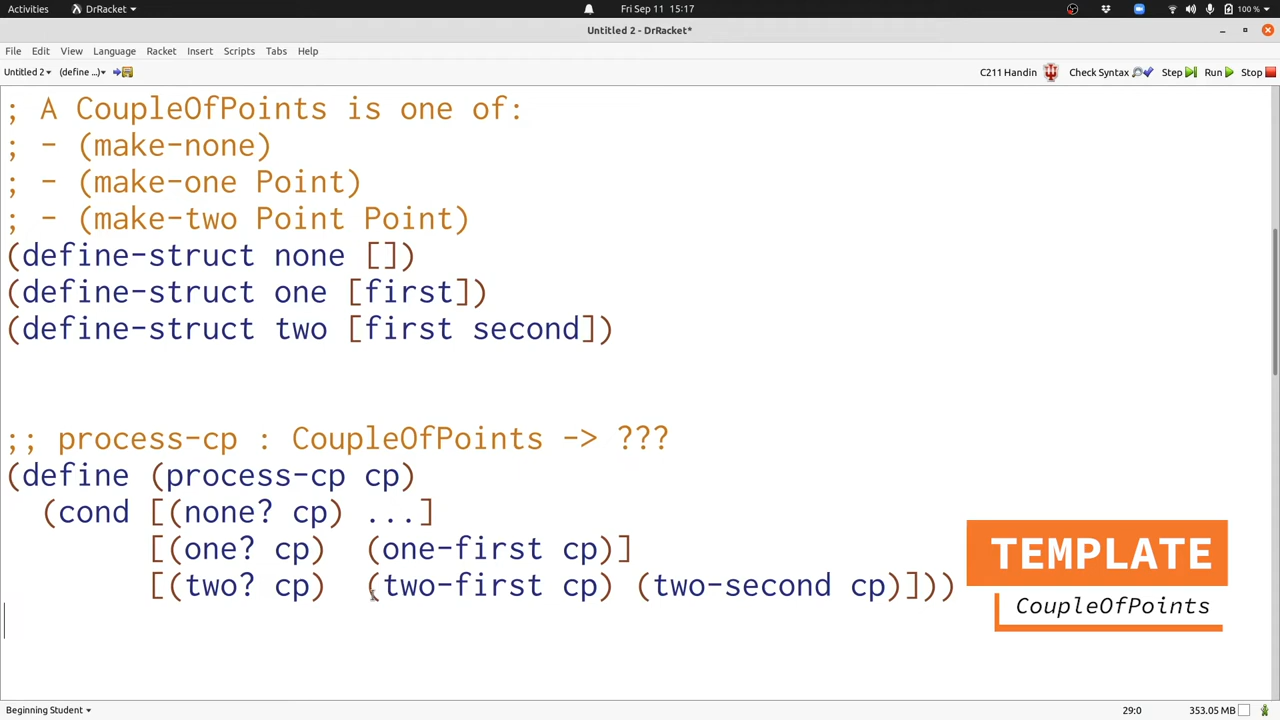 Activities DrRacket Fri Sep 11 15:17 100 %
Untitled 2 - DrRacket*
File Edit View Language Racket Insert Scripts Tabs Help
Untitled 2 (define ...) C211 Handin Check Syntax Step Run Stop
; A CoupleOfPoints is one of:
; - (make-none)
; - (make-one Point)
; - (make-two Point Point)
(define-struct none [])
(define-struct one [first])
(define-struct two [first second])
;; process-cp : CoupleOfPoints -> ???
(define (process-cp cp)
(cond [(none? cp) ...]
[(one? cp) (one-first cp)]
[(two? cp) (two-first cp) (two-second cp)]))
TEMPLATE
CoupleOfPoints
Beginning Student 29:0 353.05 MB